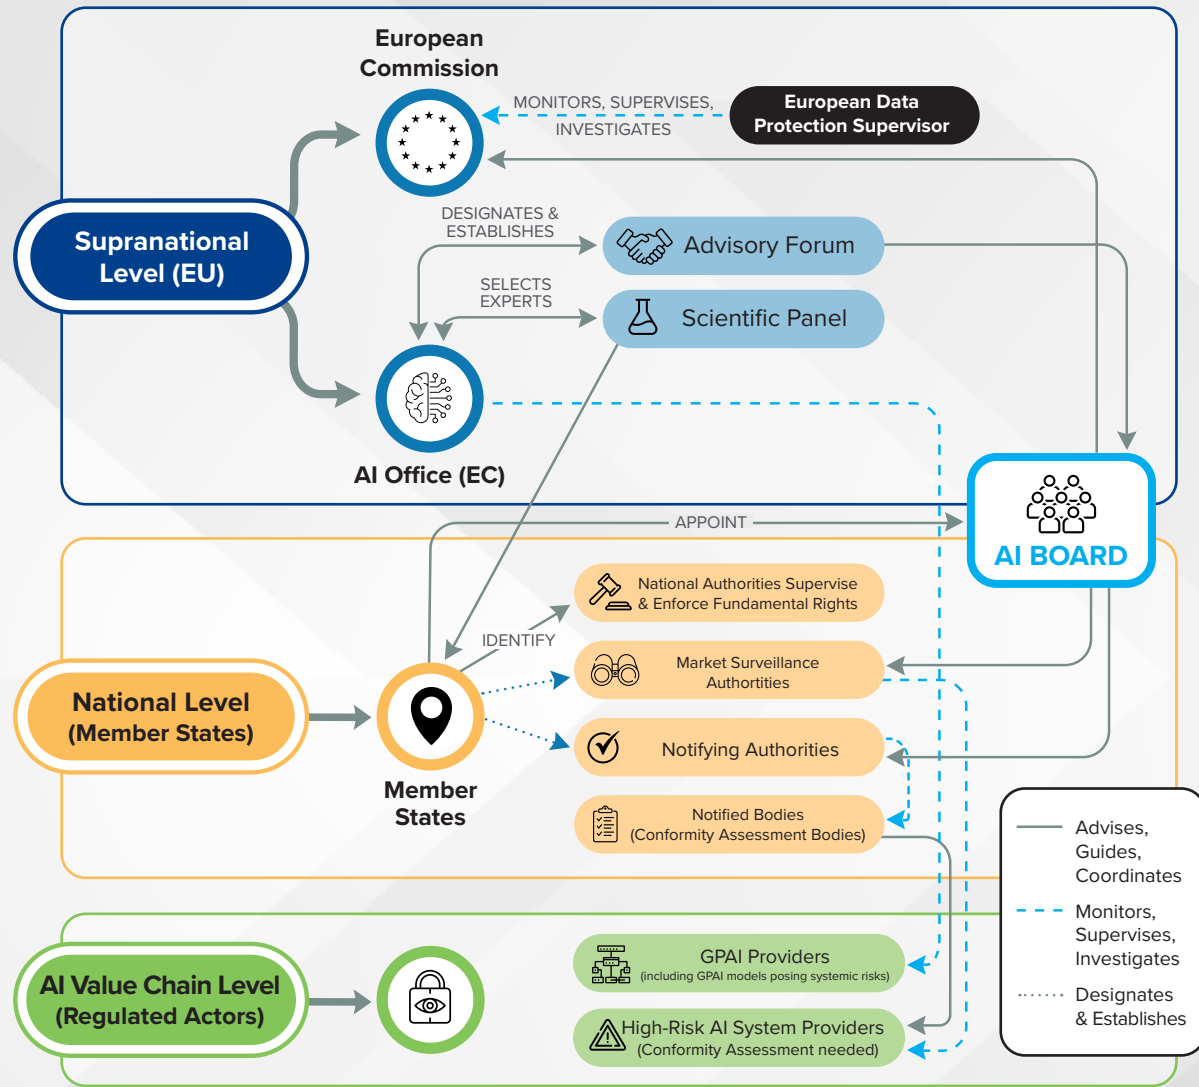 European
Commission
MONITORS, SUPERVISES,
INVESTIGATES
European Data
Protection Supervisor
Supranational
Level (EU)
DESIGNATES &
ESTABLISHES
Advisory Forum
SELECTS
EXPERTS
Scientific Panel
AI Office (EC)
APPOINT
AI BOARD
National Authorities Supervise
& Enforce Fundamental Rights
IDENTIFY
Market Surveillance
Authortities
National Level
(Member States)
Notifying Authorities
Member
States
Notified Bodies
(Conformity Assessment Bodies)
Advises,
Guides,
Coordinates
Monitors,
Supervises,
Investigates
Designates
& Establishes
AI Value Chain Level
(Regulated Actors)
GPAI Providers
(including GPAI models posing systemic risks)
High-Risk AI System Providers
(Conformity Assessment needed)